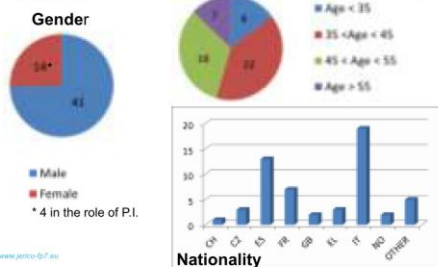 Gender
14*
41
Male
Female
* 4 in the role of P.I.
7
18
22
Age < 35
35 <Age < 45
45 < Age < 55
Age > 55
20
15
10
5
0
CH
CZ
ES
FR
GB
EL
IT
NO
OTHER
Nationality
www.jerico-fp7.eu